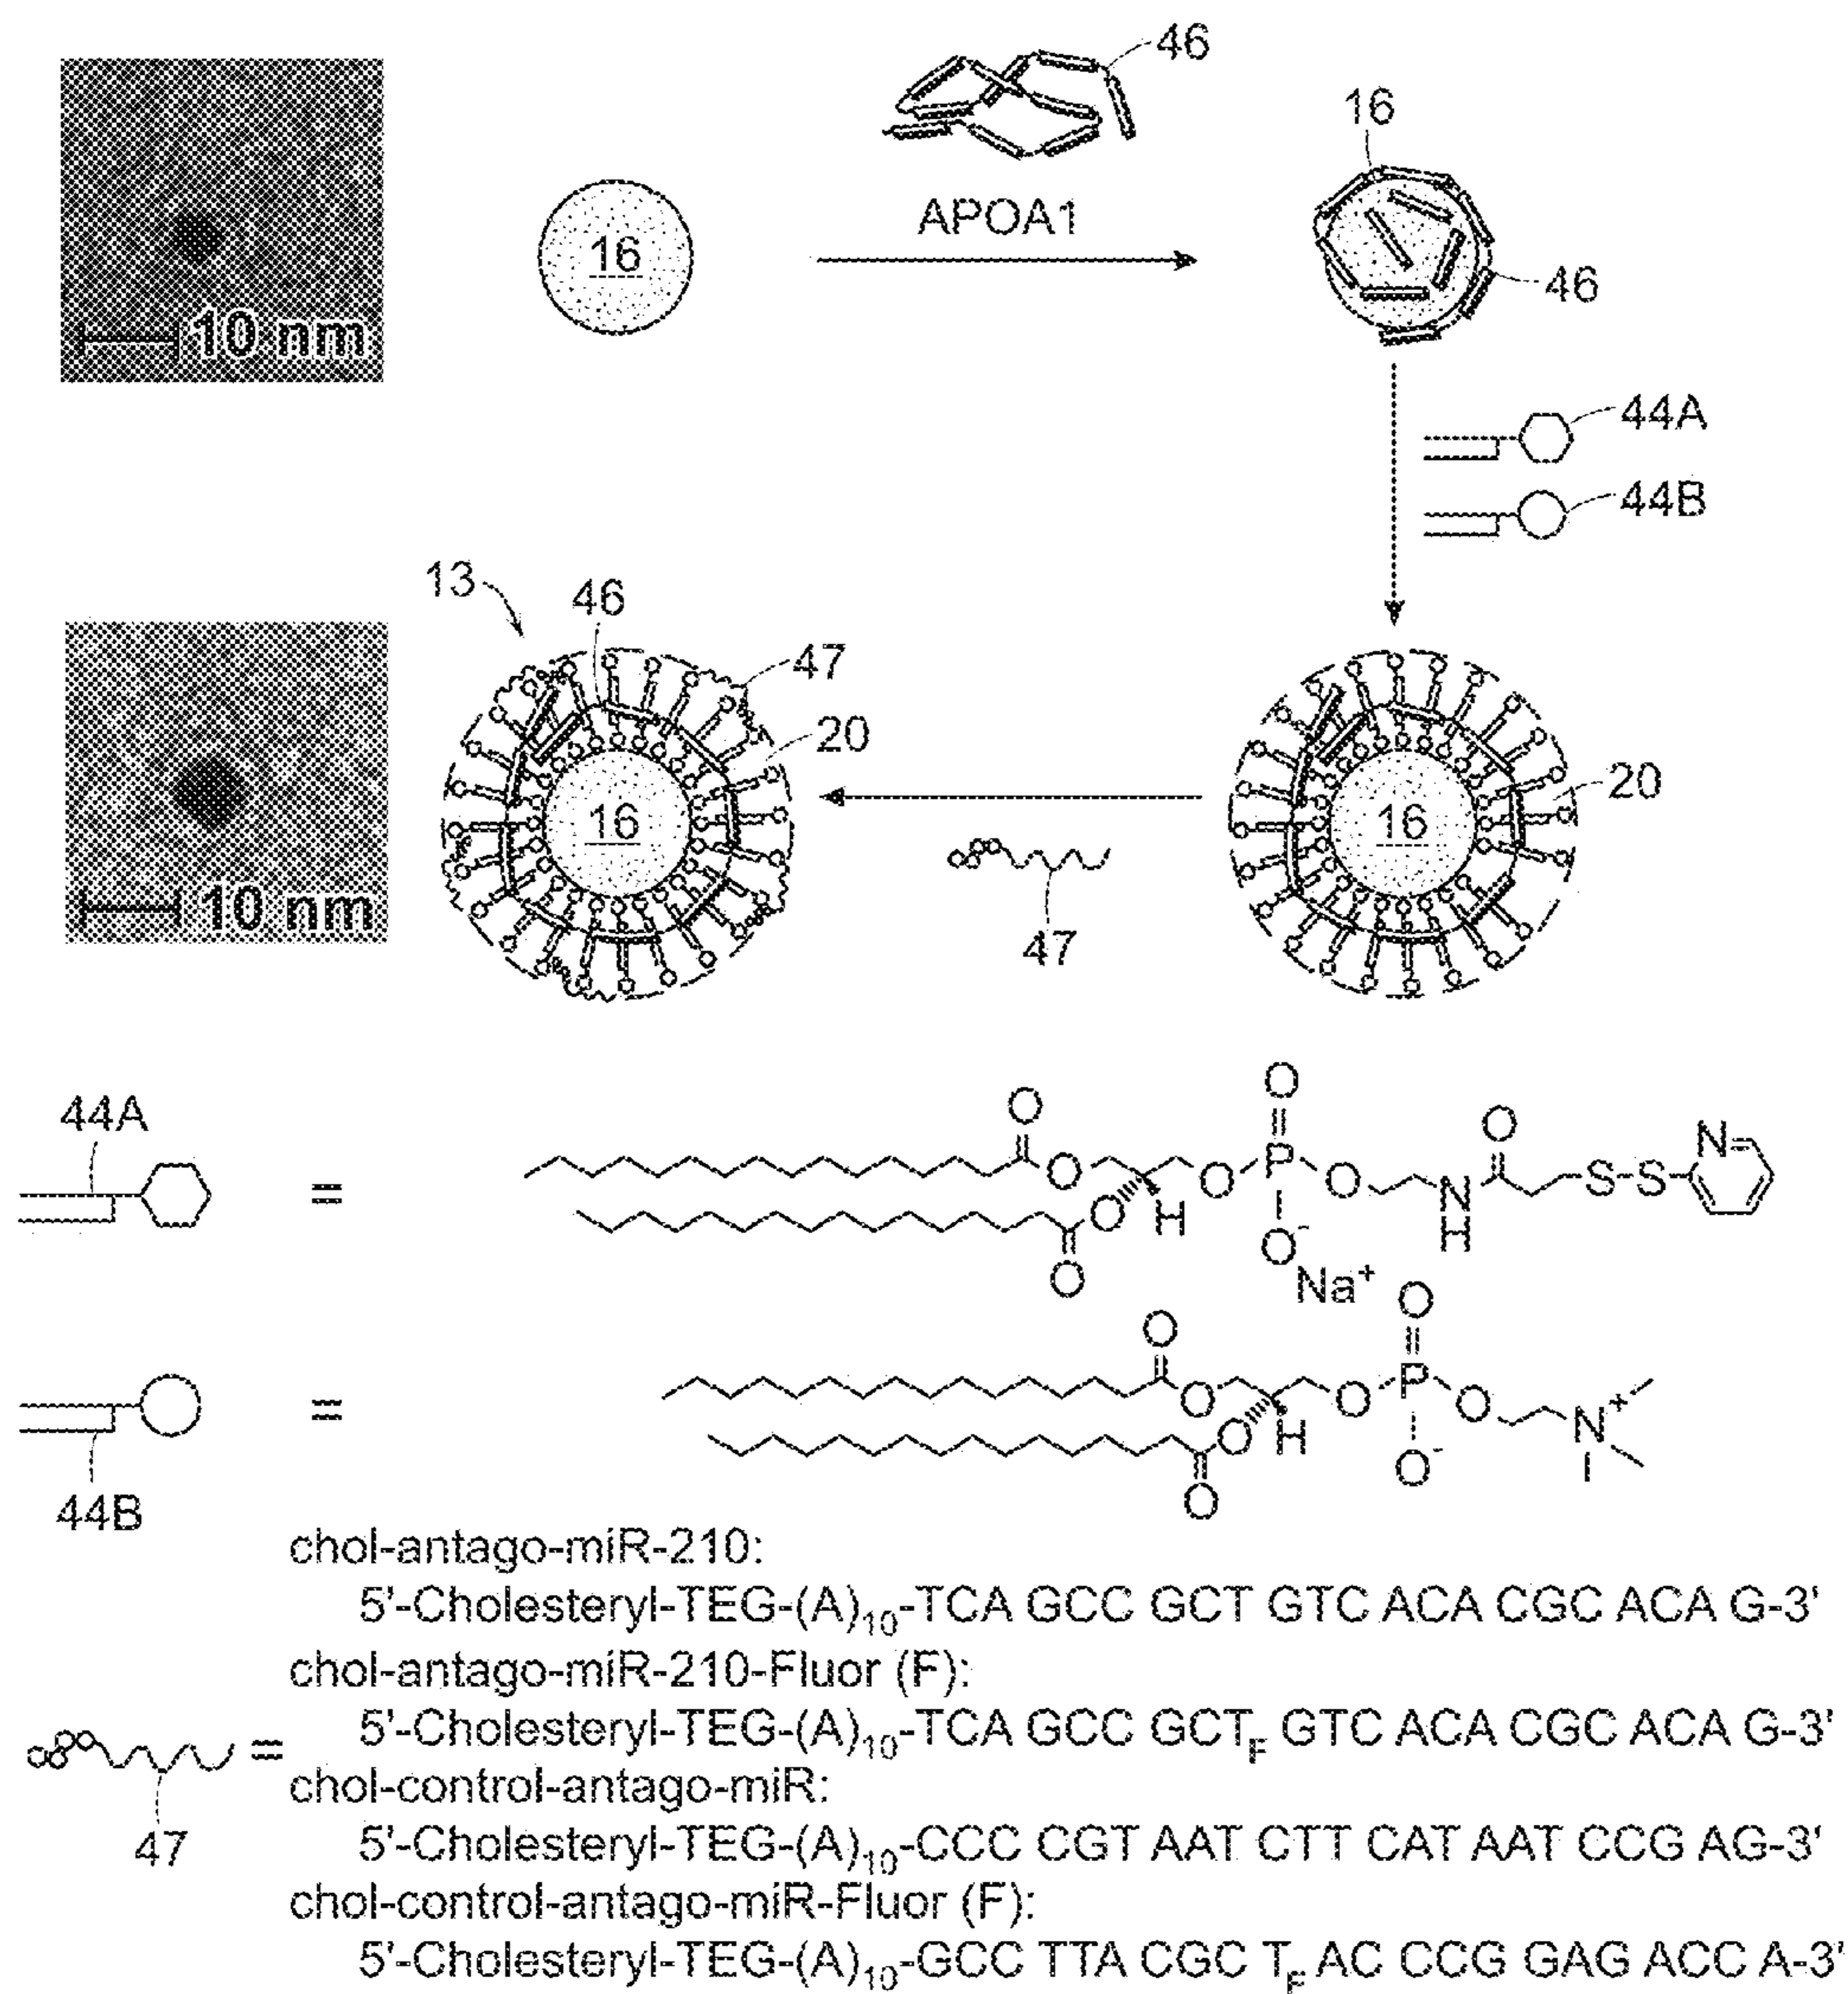 46
16
10 nm
16
APOA1
46
44A
44B
13
46
47
20
16
20
16
10 nm
47
44A
=
O
O
O
P
O
O
O⁻
Na⁺
N
H
O
S-S
N
O
H
O
44B
=
O
O
O
P
O
O
O⁻
N⁺
O
H
O
chol-antago-miR-210:
5'-Cholesteryl-TEG-(A)₁₀-TCA GCC GCT GTC ACA CGC ACA G-3'
chol-antago-miR-210-Fluor (F):
5'-Cholesteryl-TEG-(A)₁₀-TCA GCC GCT_F GTC ACA CGC ACA G-3'
=
chol-control-antago-miR:
5'-Cholesteryl-TEG-(A)₁₀-CCC CGT AAT CTT CAT AAT CCG AG-3'
47
chol-control-antago-miR-Fluor (F):
5'-Cholesteryl-TEG-(A)₁₀-GCC TTA CGC T_F AC CCG GAG ACC A-3'